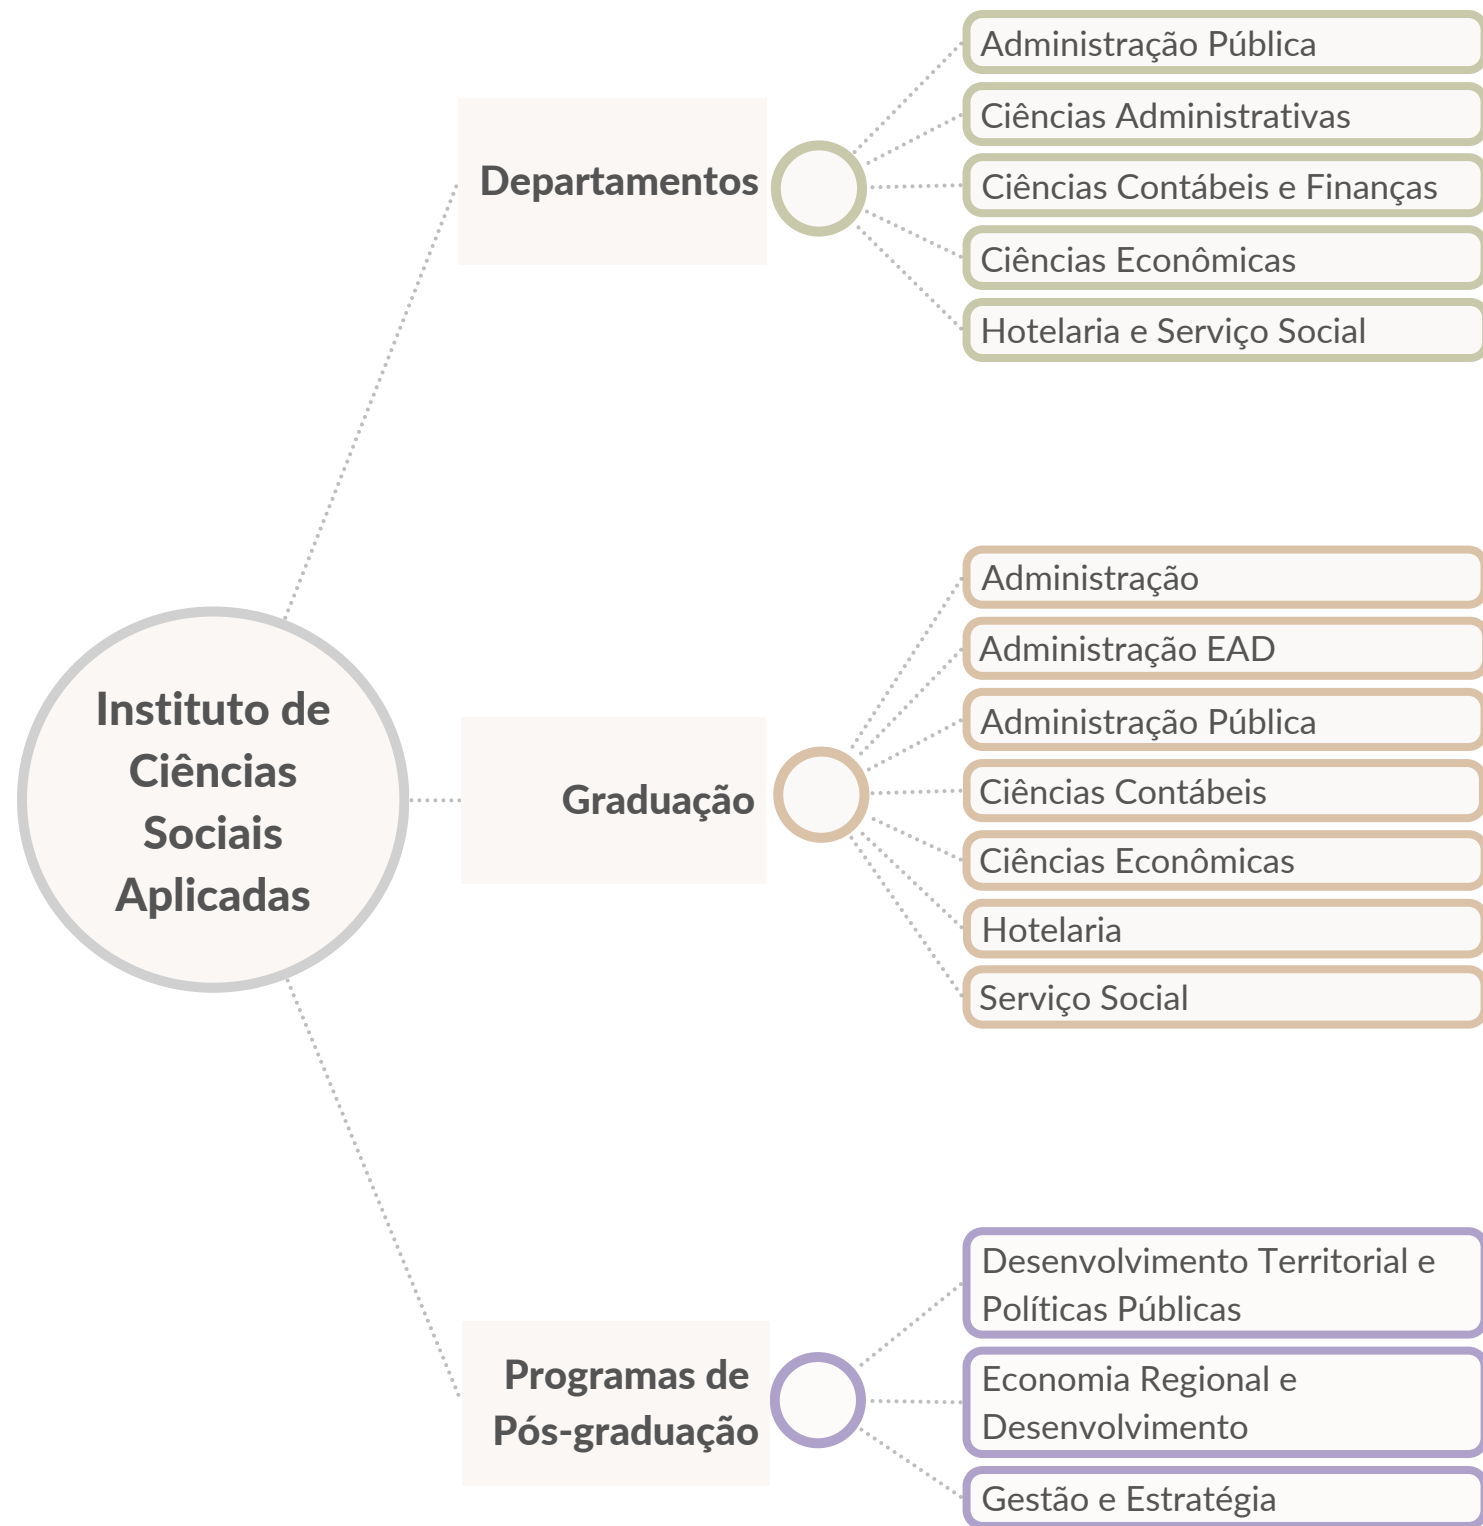 Instituto de
Ciências
Sociais
Aplicadas
Departamentos
Administração Pública
Ciências Administrativas
Ciências Contábeis e Finanças
Ciências Econômicas
Hotelaria e Serviço Social
Graduação
Administração
Administração EAD
Administração Pública
Ciências Contábeis
Ciências Econômicas
Hotelaria
Serviço Social
Programas de
Pós-graduação
Desenvolvimento Territorial e
Políticas Públicas
Economia Regional e
Desenvolvimento
Gestão e Estratégia